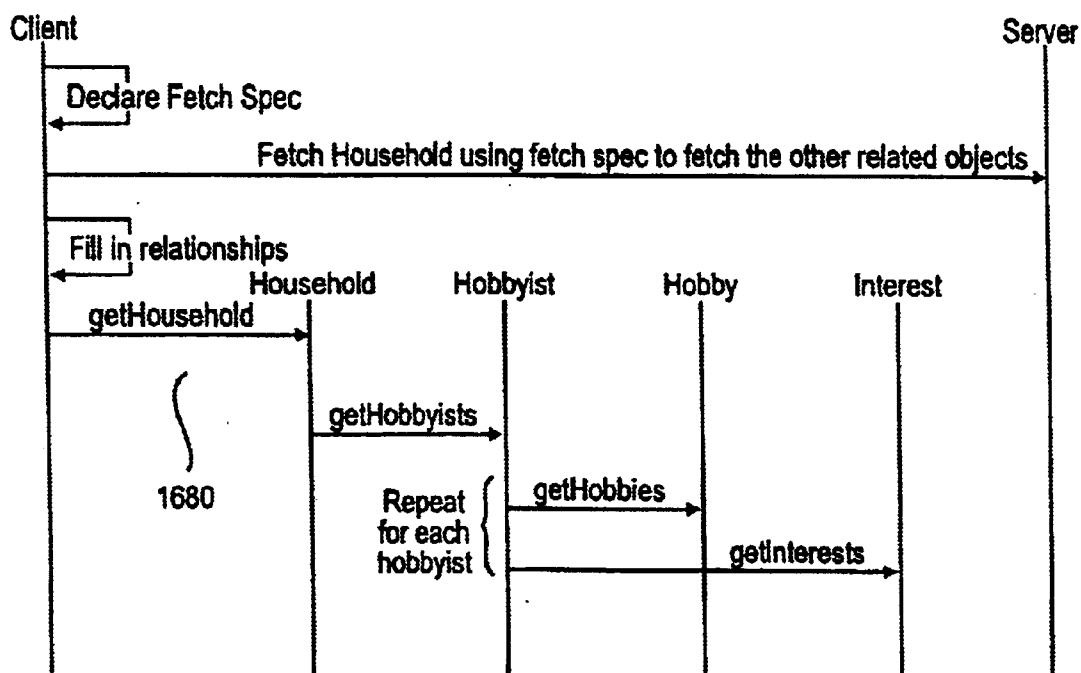 Client
Server
Declare Fetch Spec
Fetch Household using fetch spec to fetch the other related objects
Fill in relationships
Household
Hobbyist
Hobby
Interest
getHousehold
getHobbyists
1680
Repeat
for each
hobbyist
getHobbies
getInterests